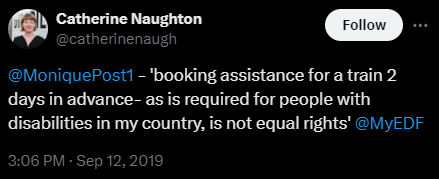 Catherine Naughton
@catherinenaugh
Follow
@MoniquePost1 - 'booking assistance for a train 2
days in advance- as is required for people with
disabilities in my country, is not equal rights' @MyEDF
3:06 PM · Sep 12, 2019